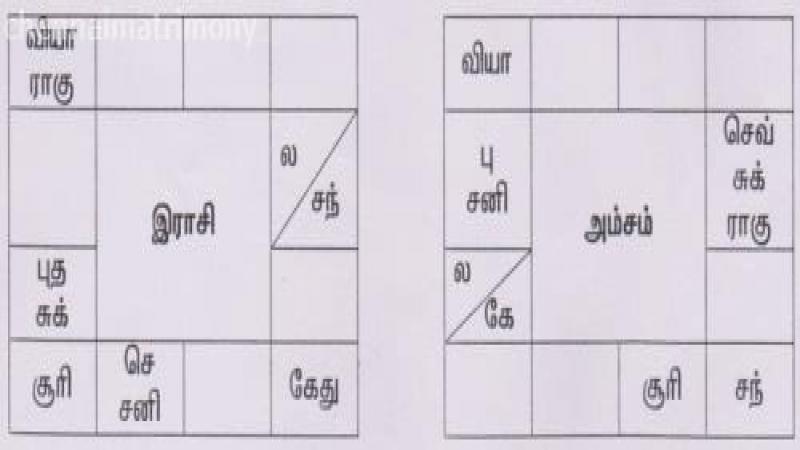 chennaimatrimony
வியா
ராகு
ல
சந்
இராசி
புத
சுக்
சூரி
செ
சனி
கேது
வியா
பு
சனி
செவ்
சுக்
ராகு
அம்சம்
ல
கே
சூரி
சந்